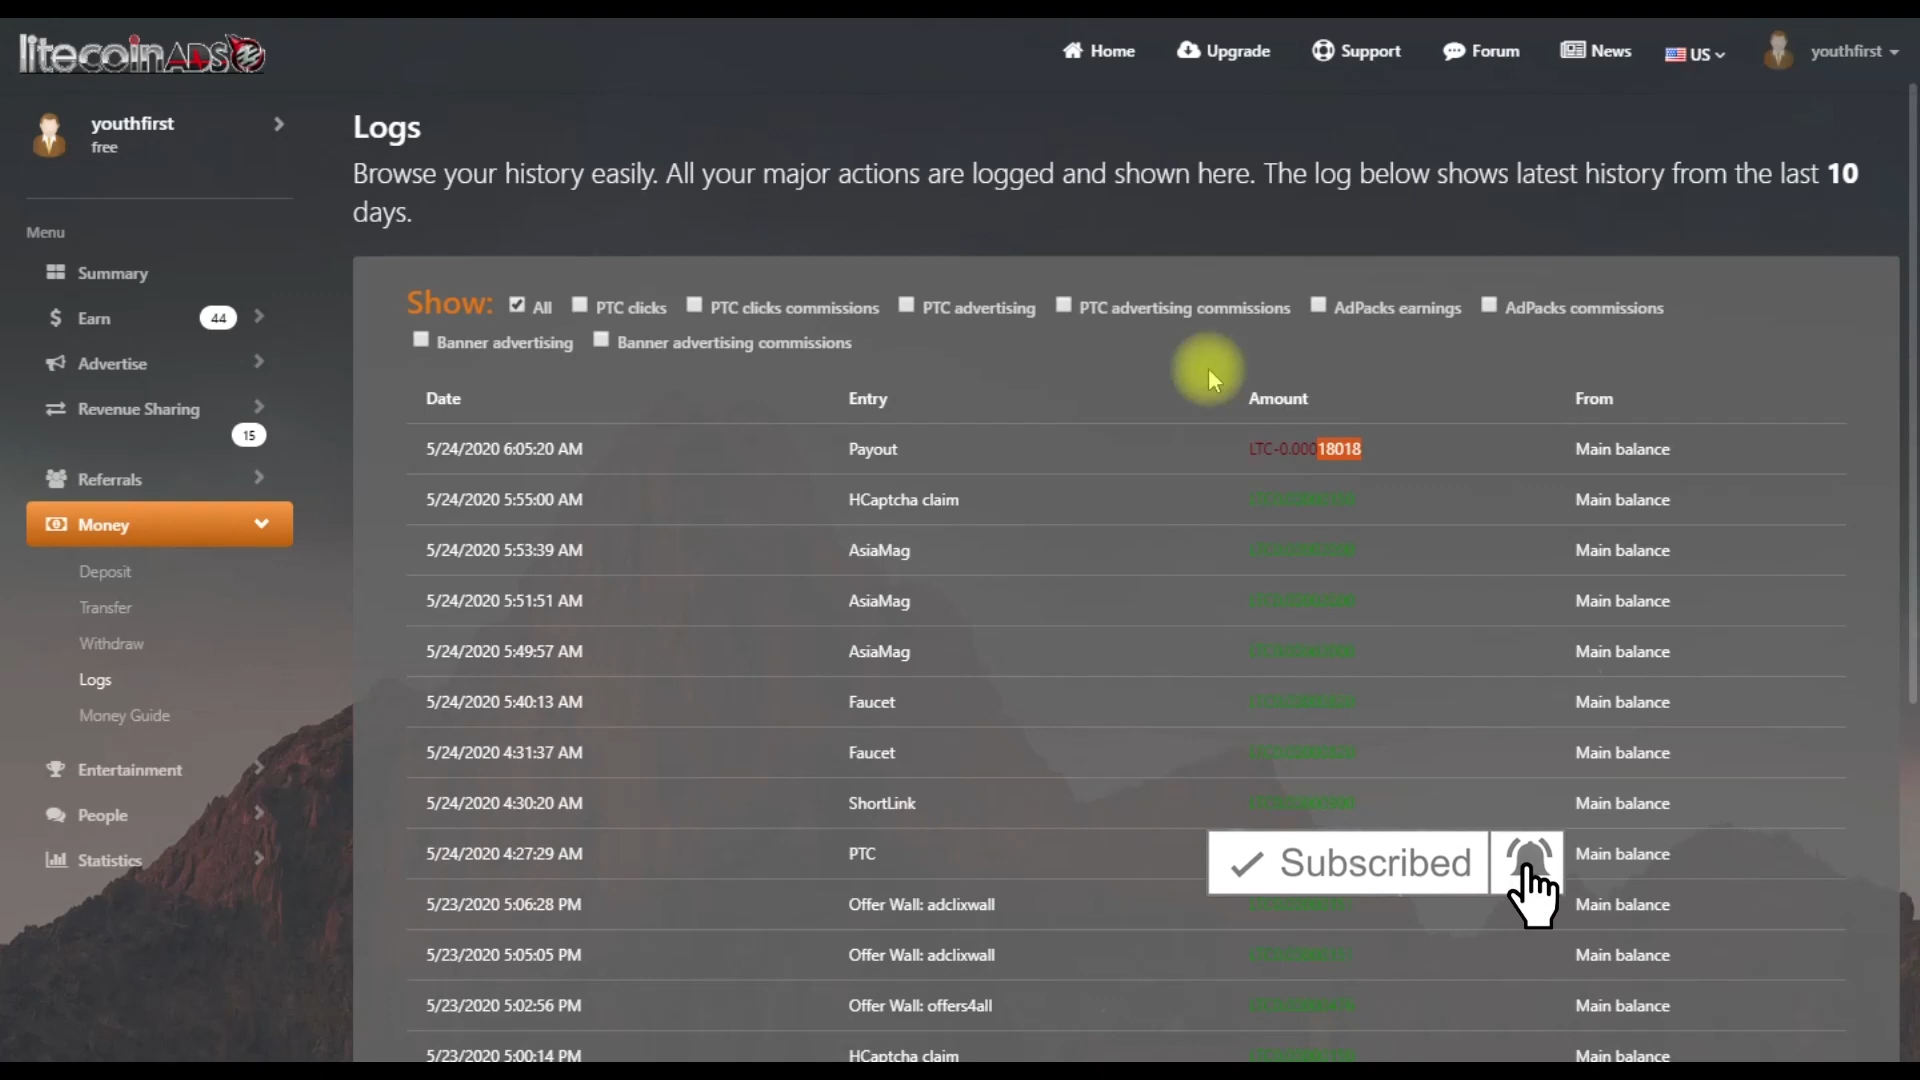 litecoinADS
Home
Upgrade
Support
Forum
News
US
youthfirst
youthfirst
free
Menu
Summary
Earn 44
Advertise
Revenue Sharing
15
Referrals
Money
Deposit
Transfer
Withdraw
Logs
Money Guide
Entertainment
People
Statistics
Logs
Browse your history easily. All your major actions are logged and shown here. The log below shows latest history from the last 10
days.
Show: All PTC clicks PTC clicks commissions PTC advertising PTC advertising commissions AdPacks earnings AdPacks commissions
Banner advertising Banner advertising commissions
Date Entry Amount From
5/24/2020 6:05:20 AM Payout LTC-0.00018018 Main balance
5/24/2020 5:55:00 AM HCaptcha claim Main balance
5/24/2020 5:53:39 AM AsiaMag Main balance
5/24/2020 5:51:51 AM AsiaMag Main balance
5/24/2020 5:49:57 AM AsiaMag Main balance
5/24/2020 5:40:13 AM Faucet Main balance
5/24/2020 4:31:37 AM Faucet Main balance
5/24/2020 4:30:20 AM ShortLink Main balance
5/24/2020 4:27:29 AM PTC Main balance
Subscribed
5/23/2020 5:06:28 PM Offer Wall: adclixwall Main balance
5/23/2020 5:05:05 PM Offer Wall: adclixwall Main balance
5/23/2020 5:02:56 PM Offer Wall: offers4all Main balance
5/23/2020 5:00:14 PM HCaptcha claim Main balance